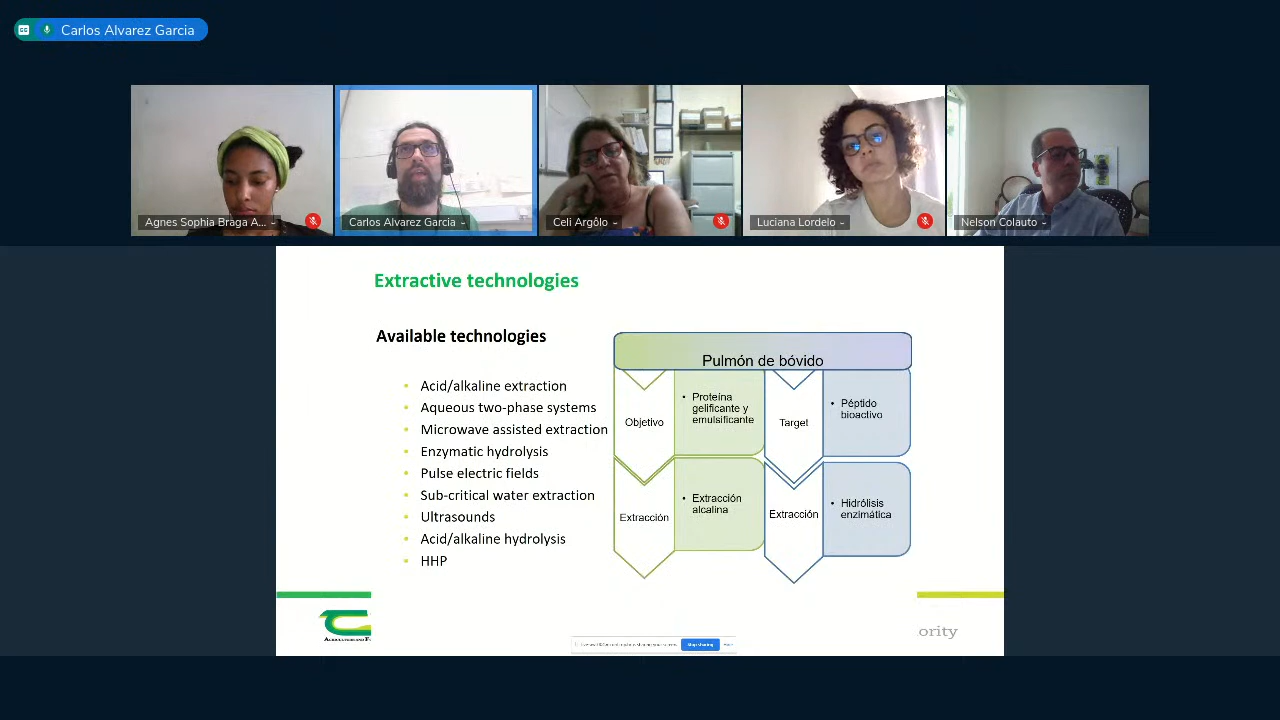 Carlos Alvarez Garcia
Agnes Sophia Braga A...
Carlos Alvarez Garcia
Celi Argôlo
Luciana Lordelo
Nelson Colauto
Extractive technologies
Available technologies
• Acid/alkaline extraction
• Aqueous two-phase systems
• Microwave assisted extraction
• Enzymatic hydrolysis
• Pulse electric fields
• Sub-critical water extraction
• Ultrasounds
• Acid/alkaline hydrolysis
• HHP
Pulmón de bóvido
Objetivo
• Proteína
gelificante y
emulsificante
Target
• Péptido
bioactivo
Extracción
• Extracción
alcalina
Extracción
• Hidrólisis
enzimática
ority
Stop sharing